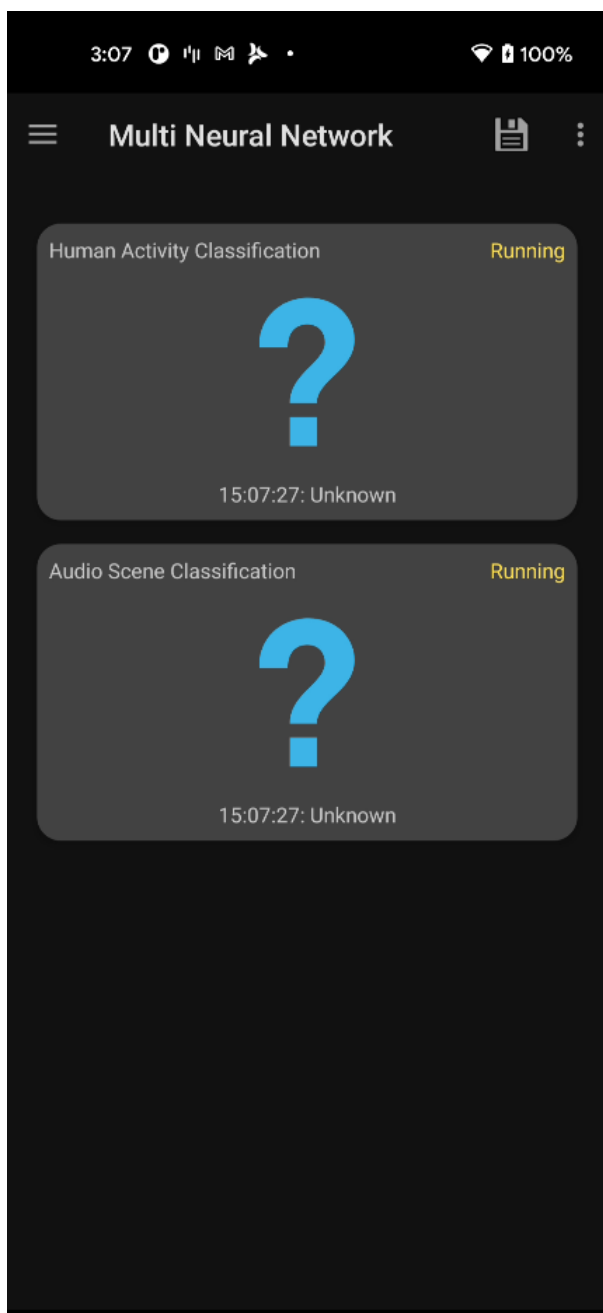 3:07 100%
Multi Neural Network
Human Activity Classification Running
?
15:07:27: Unknown
Audio Scene Classification Running
?
15:07:27: Unknown